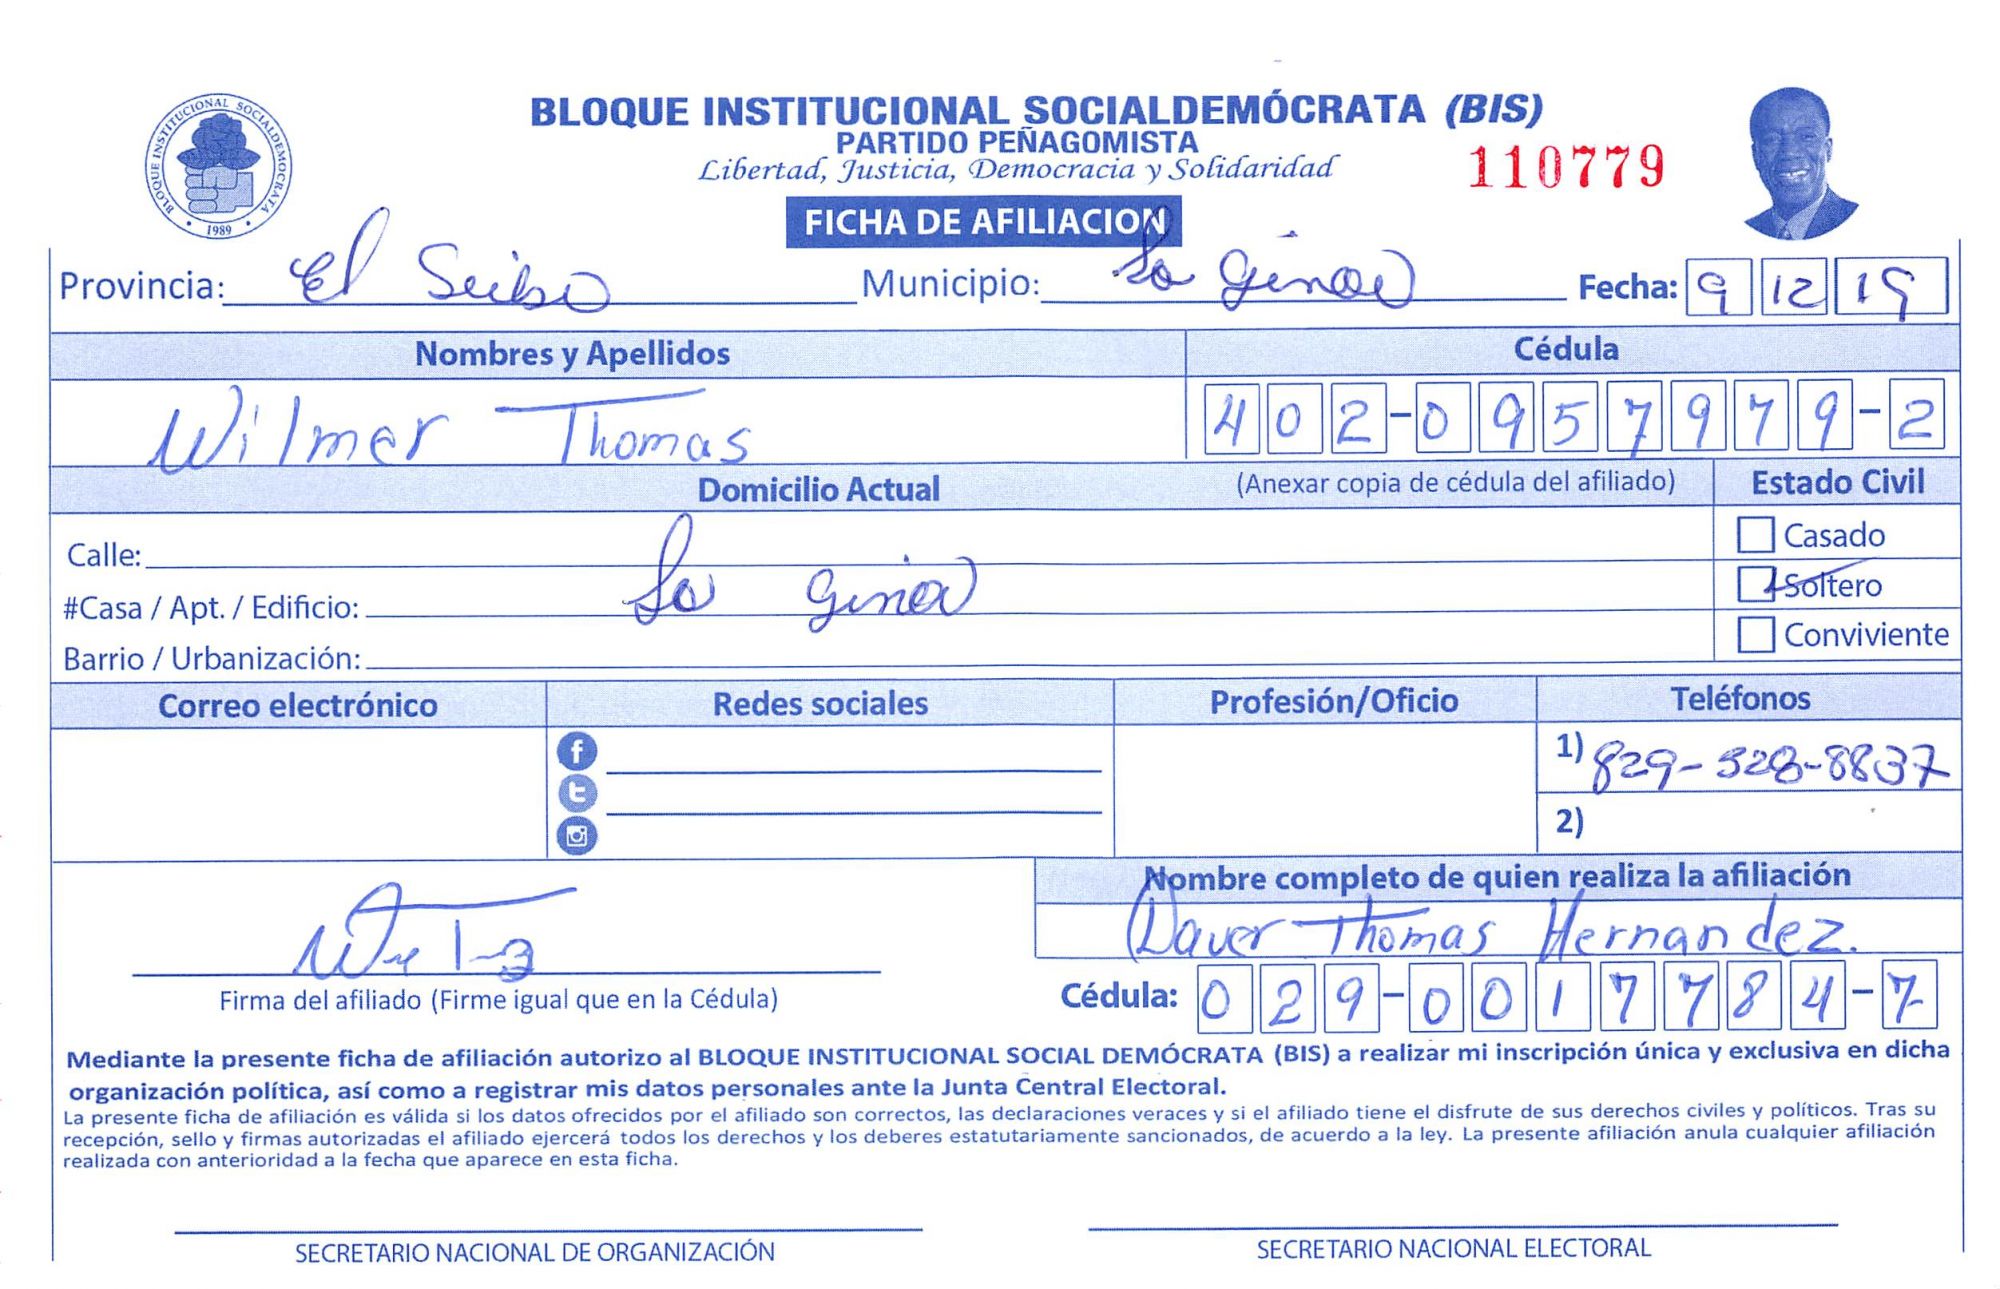 BLOQUE INSTITUCIONAL SOCIALDEMOCRATA
1989
BLOQUE INSTITUCIONAL SOCIALDEMÓCRATA (BIS)
PARTIDO PEÑAGOMISTA
Libertad, Justicia, Democracia y Solidaridad
110779
FICHA DE AFILIACION
Provincia: El Seibo Municipio: La Gina Fecha: 9 12 19
Nombres y Apellidos Cédula
Wilmer Thomas 402-0957979-2
Domicilio Actual (Anexar copia de cédula del afiliado) Estado Civil
Casado
Calle:
La Gina
Soltero
#Casa / Apt. / Edificio:
Conviviente
Barrio / Urbanización:
Correo electrónico Redes sociales Profesión/Oficio Teléfonos
1) 829-528-8837
2)
Nombre completo de quien realiza la afiliación
Daver Thomas Hernandez.
Firma del afiliado (Firme igual que en la Cédula) Cédula: 029-0017784-7
Mediante la presente ficha de afiliación autorizo al BLOQUE INSTITUCIONAL SOCIAL DEMÓCRATA (BIS) a realizar mi inscripción única y exclusiva en dicha
organización política, así como a registrar mis datos personales ante la Junta Central Electoral.
La presente ficha de afiliación es válida si los datos ofrecidos por el afiliado son correctos, las declaraciones veraces y si el afiliado tiene el disfrute de sus derechos civiles y políticos. Tras su
recepción, sello y firmas autorizadas el afiliado ejercerá todos los derechos y los deberes estatutariamente sancionados, de acuerdo a la ley. La presente afiliación anula cualquier afiliación
realizada con anterioridad a la fecha que aparece en esta ficha.
SECRETARIO NACIONAL DE ORGANIZACIÓN SECRETARIO NACIONAL ELECTORAL